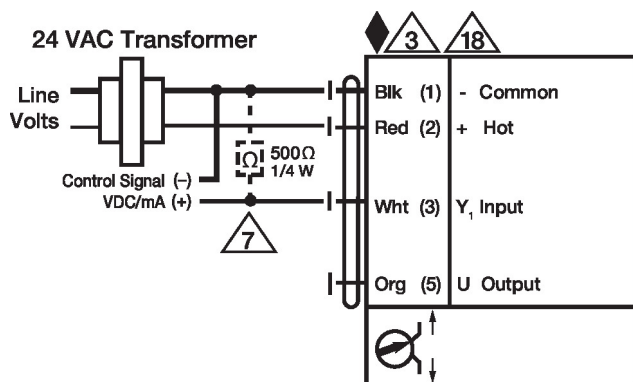 24 VAC Transformer
3
18
Line
Volts
Blk (1) - Common
Red (2) + Hot
Ω
500Ω
1/4 W
Control Signal (–)
VDC/mA (+)
7
Wht (3) Y₁ Input
Org (5) U Output